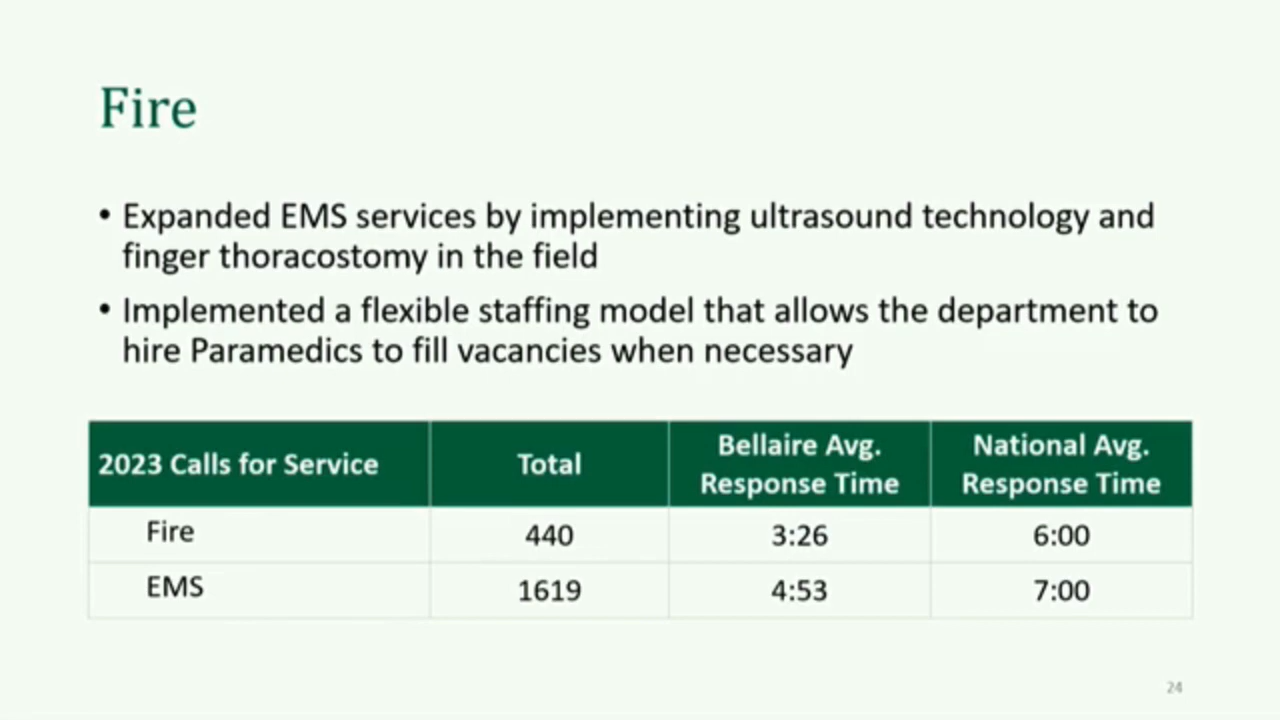 Fire
• Expanded EMS services by implementing ultrasound technology and
finger thoracostomy in the field
• Implemented a flexible staffing model that allows the department to
hire Paramedics to fill vacancies when necessary
2023 Calls for Service Total Bellaire Avg. Response Time National Avg. Response Time
Fire 440 3:26 6:00
EMS 1619 4:53 7:00
24